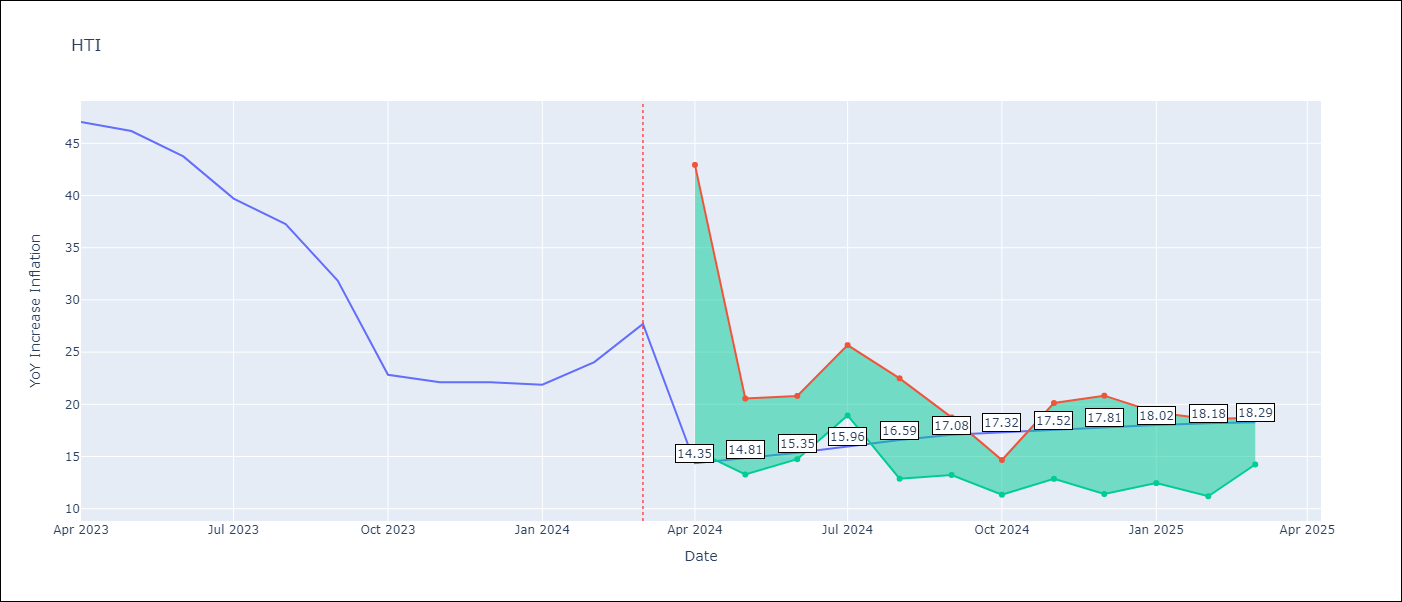 HTI
YoY Increase Inflation
45
40
35
30
25
20
15
10
14.35
14.81
15.35
15.96
16.59
17.08
17.32
17.52
17.81
18.02
18.18
18.29
Apr 2023
Jul 2023
Oct 2023
Jan 2024
Apr 2024
Jul 2024
Oct 2024
Jan 2025
Apr 2025
Date